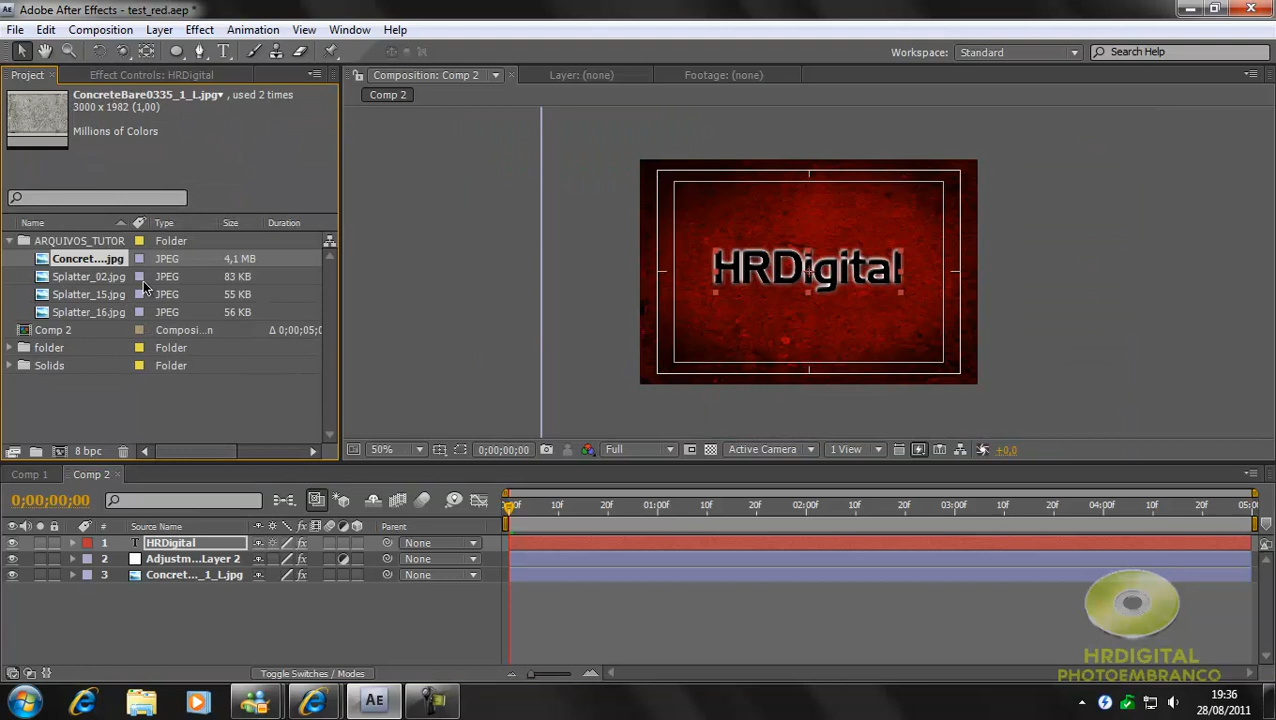 Adobe After Effects - test_red.aep *
File Edit Composition Layer Effect Animation View Window Help
Workspace: Standard Search Help
Project Effect Controls: HRDigital Composition: Comp 2 Layer: (none) Footage: (none)
Comp 2
ConcreteBare0335_1_L.jpg▾ , used 2 times
3000 x 1982 (1,00)
Millions of Colors
Name Type Size Duration
ARQUIVOS_TUTOR Folder
Concret....jpg JPEG 4,1 MB
Splatter_02.jpg JPEG 83 KB
Splatter_15.jpg JPEG 55 KB
Splatter_16.jpg JPEG 56 KB
Comp 2 Composi...n Δ 0;00;05;0
folder Folder
Solids Folder
HRDigital
8 bpc
50% 0;00;00;00 Full Active Camera 1 View +0,0
Comp 1 Comp 2
0;00;00;00
:00f 10f 20f 01:00f 10f 20f 02:00f 10f 20f 03:00f 10f 20f 04:00f 10f 20f 05:00
# Source Name Parent
1 T HRDigital None
2 Adjustm...Layer 2 None
3 Concret..._1_L.jpg None
HRDIGITAL
PHOTOEMBRANCO
Toggle Switches / Modes
Ae
19:36
28/08/2011